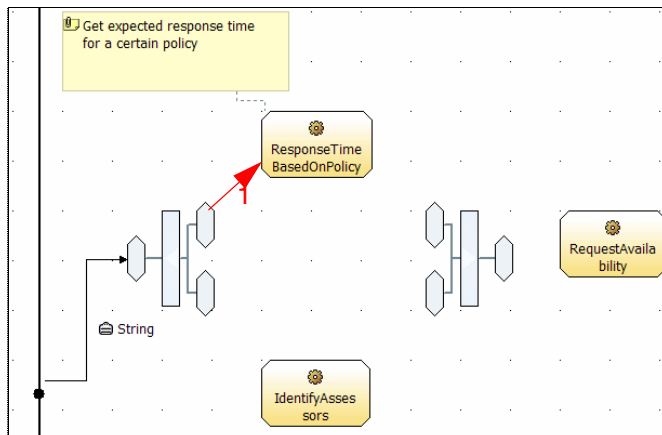 Get expected response time
for a certain policy
ResponseTime
BasedOnPolicy
1
RequestAvaila
bility
String
IdentifyAsses
sors